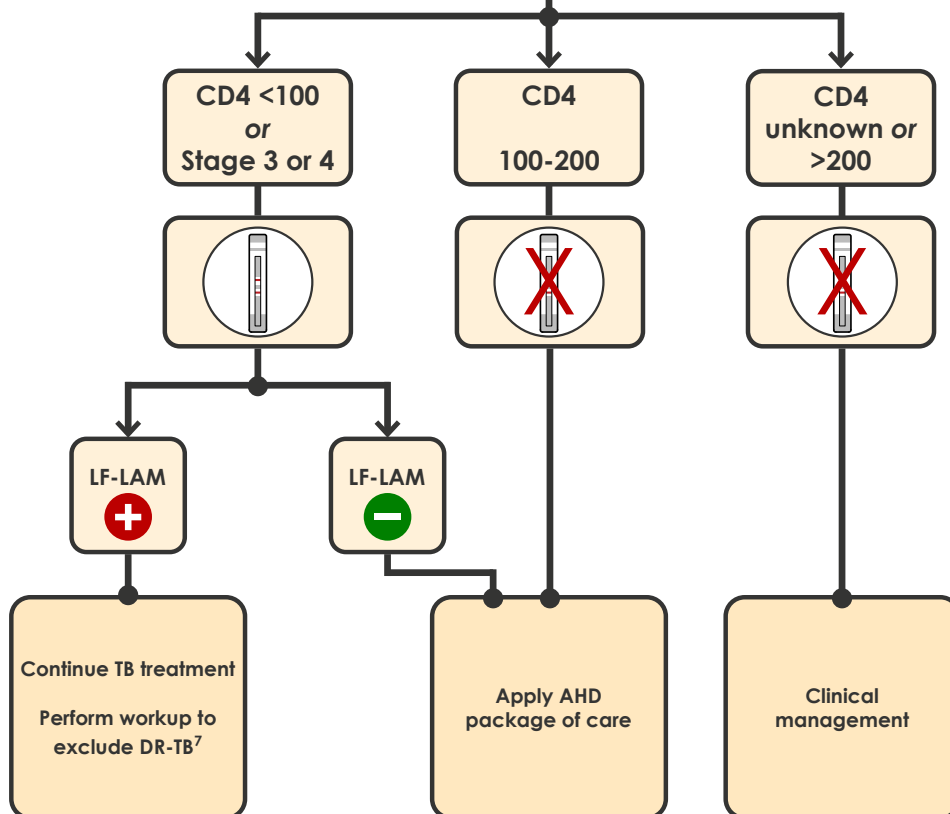 CD4 <100
or
Stage 3 or 4
CD4
100-200
CD4
unknown or
>200
LF-LAM
LF-LAM
Continue TB treatment
Perform workup to
exclude DR-TB⁷
Apply AHD
package of care
Clinical
management